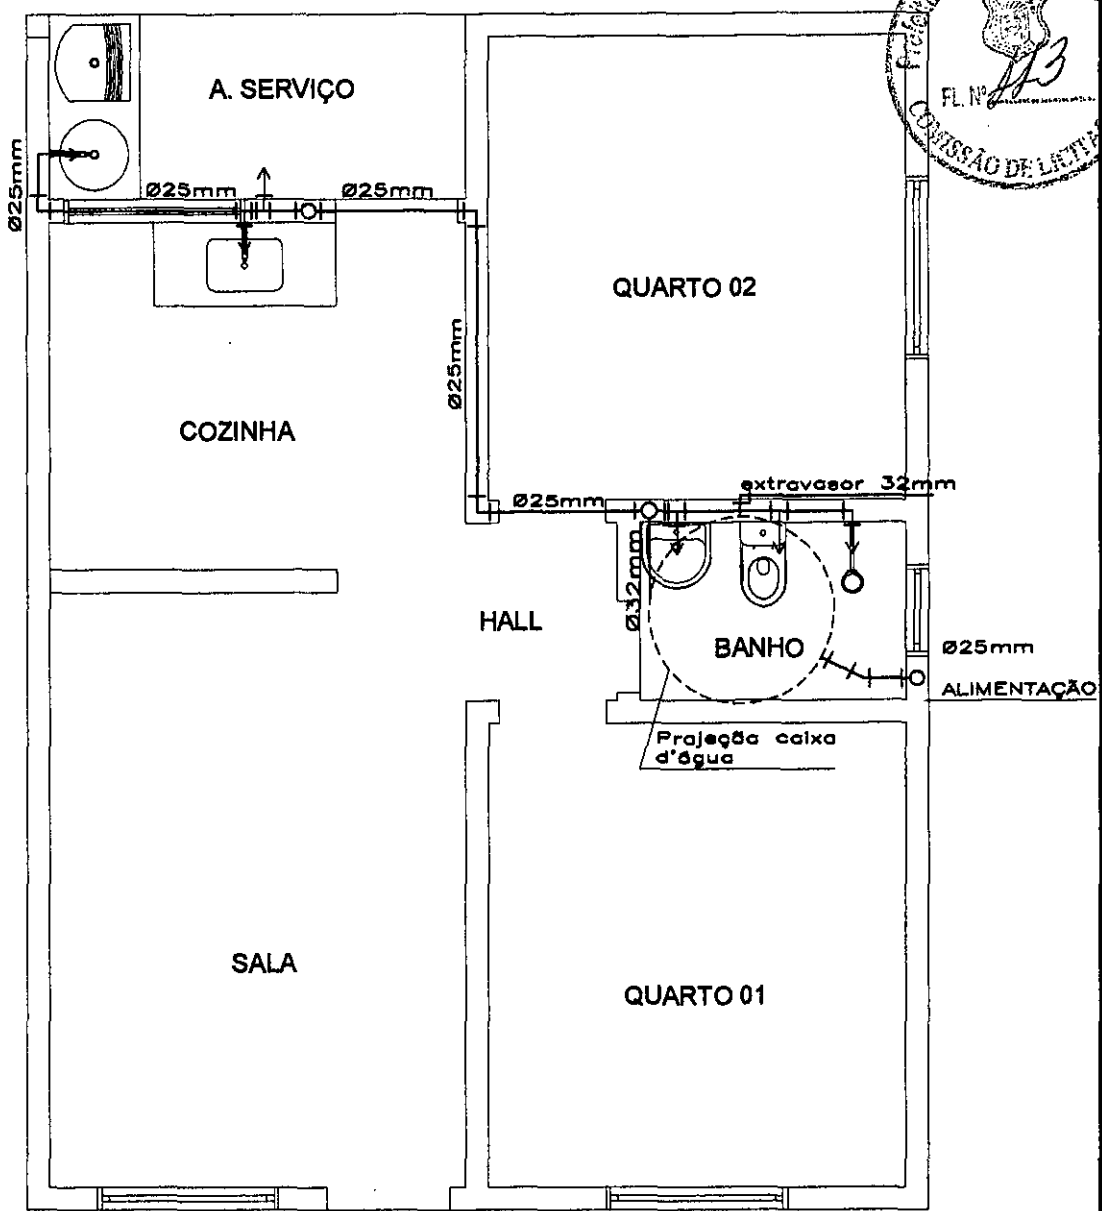 A. SERVIÇO
FL. Nº 113
COMISSÃO DE LICITA
Ø25mm
Ø25mm
Ø25mm
QUARTO 02
Ø25mm
COZINHA
extravasor 32mm
Ø25mm
Ø32mm
HALL
BANHO
Ø25mm
ALIMENTAÇÃO
Projeção caixa
d'água
SALA
QUARTO 01